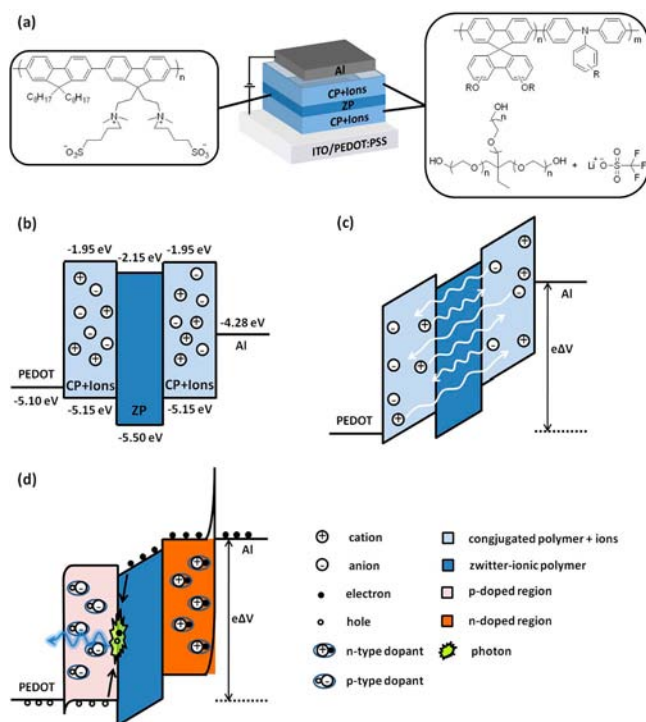 (a)
n
C8H17
C8H17
N+
N+
SO3-
SO3-
Al
CP+Ions
ZP
CP+Ions
ITO/PEDOT:PSS
n
N
m
R
RO
OR
OH
n
O
HO
O
n
O
OH
n
+
Li+
-O
O
S
O
F
F
F
(b)
-1.95 eV
-2.15 eV
-1.95 eV
-4.28 eV
Al
PEDOT
-5.10 eV
CP+Ions
ZP
CP+Ions
-5.15 eV
-5.15 eV
-5.50 eV
(c)
Al
eΔV
PEDOT
(d)
Al
eΔV
PEDOT
cation
anion
electron
hole
n-type dopant
p-type dopant
congjugated polymer + ions
zwitter-ionic polymer
p-doped region
n-doped region
photon